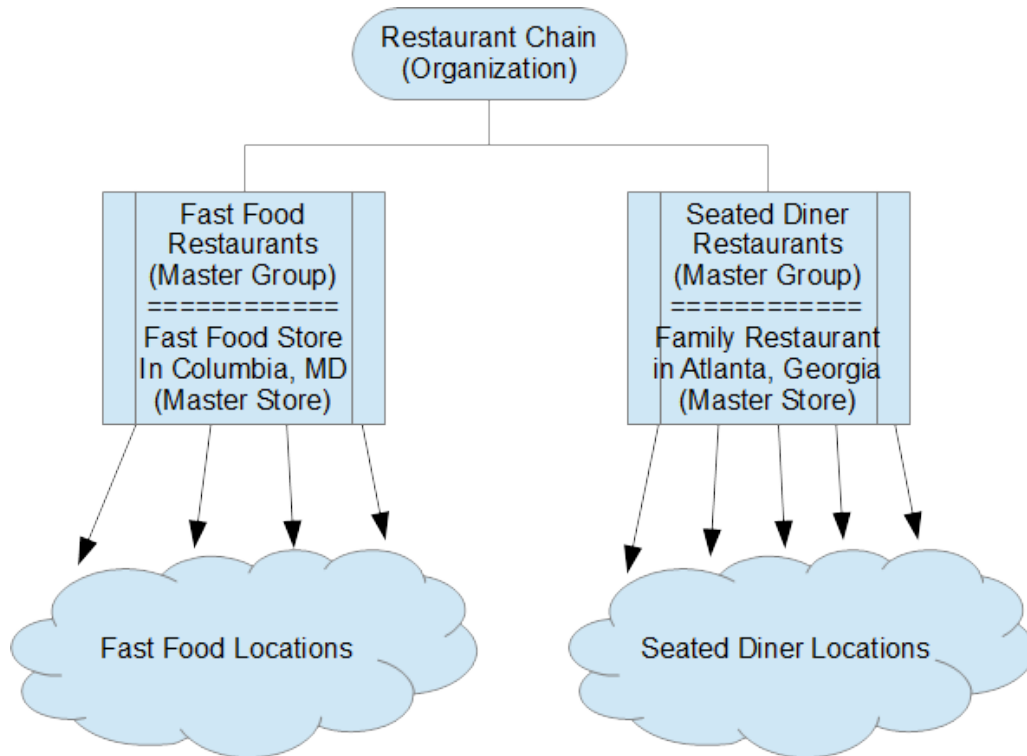 Restaurant Chain
(Organization)
Fast Food
Restaurants
(Master Group)
============
Fast Food Store
In Columbia, MD
(Master Store)
Seated Diner
Restaurants
(Master Group)
============
Family Restaurant
in Atlanta, Georgia
(Master Store)
Fast Food Locations
Seated Diner Locations